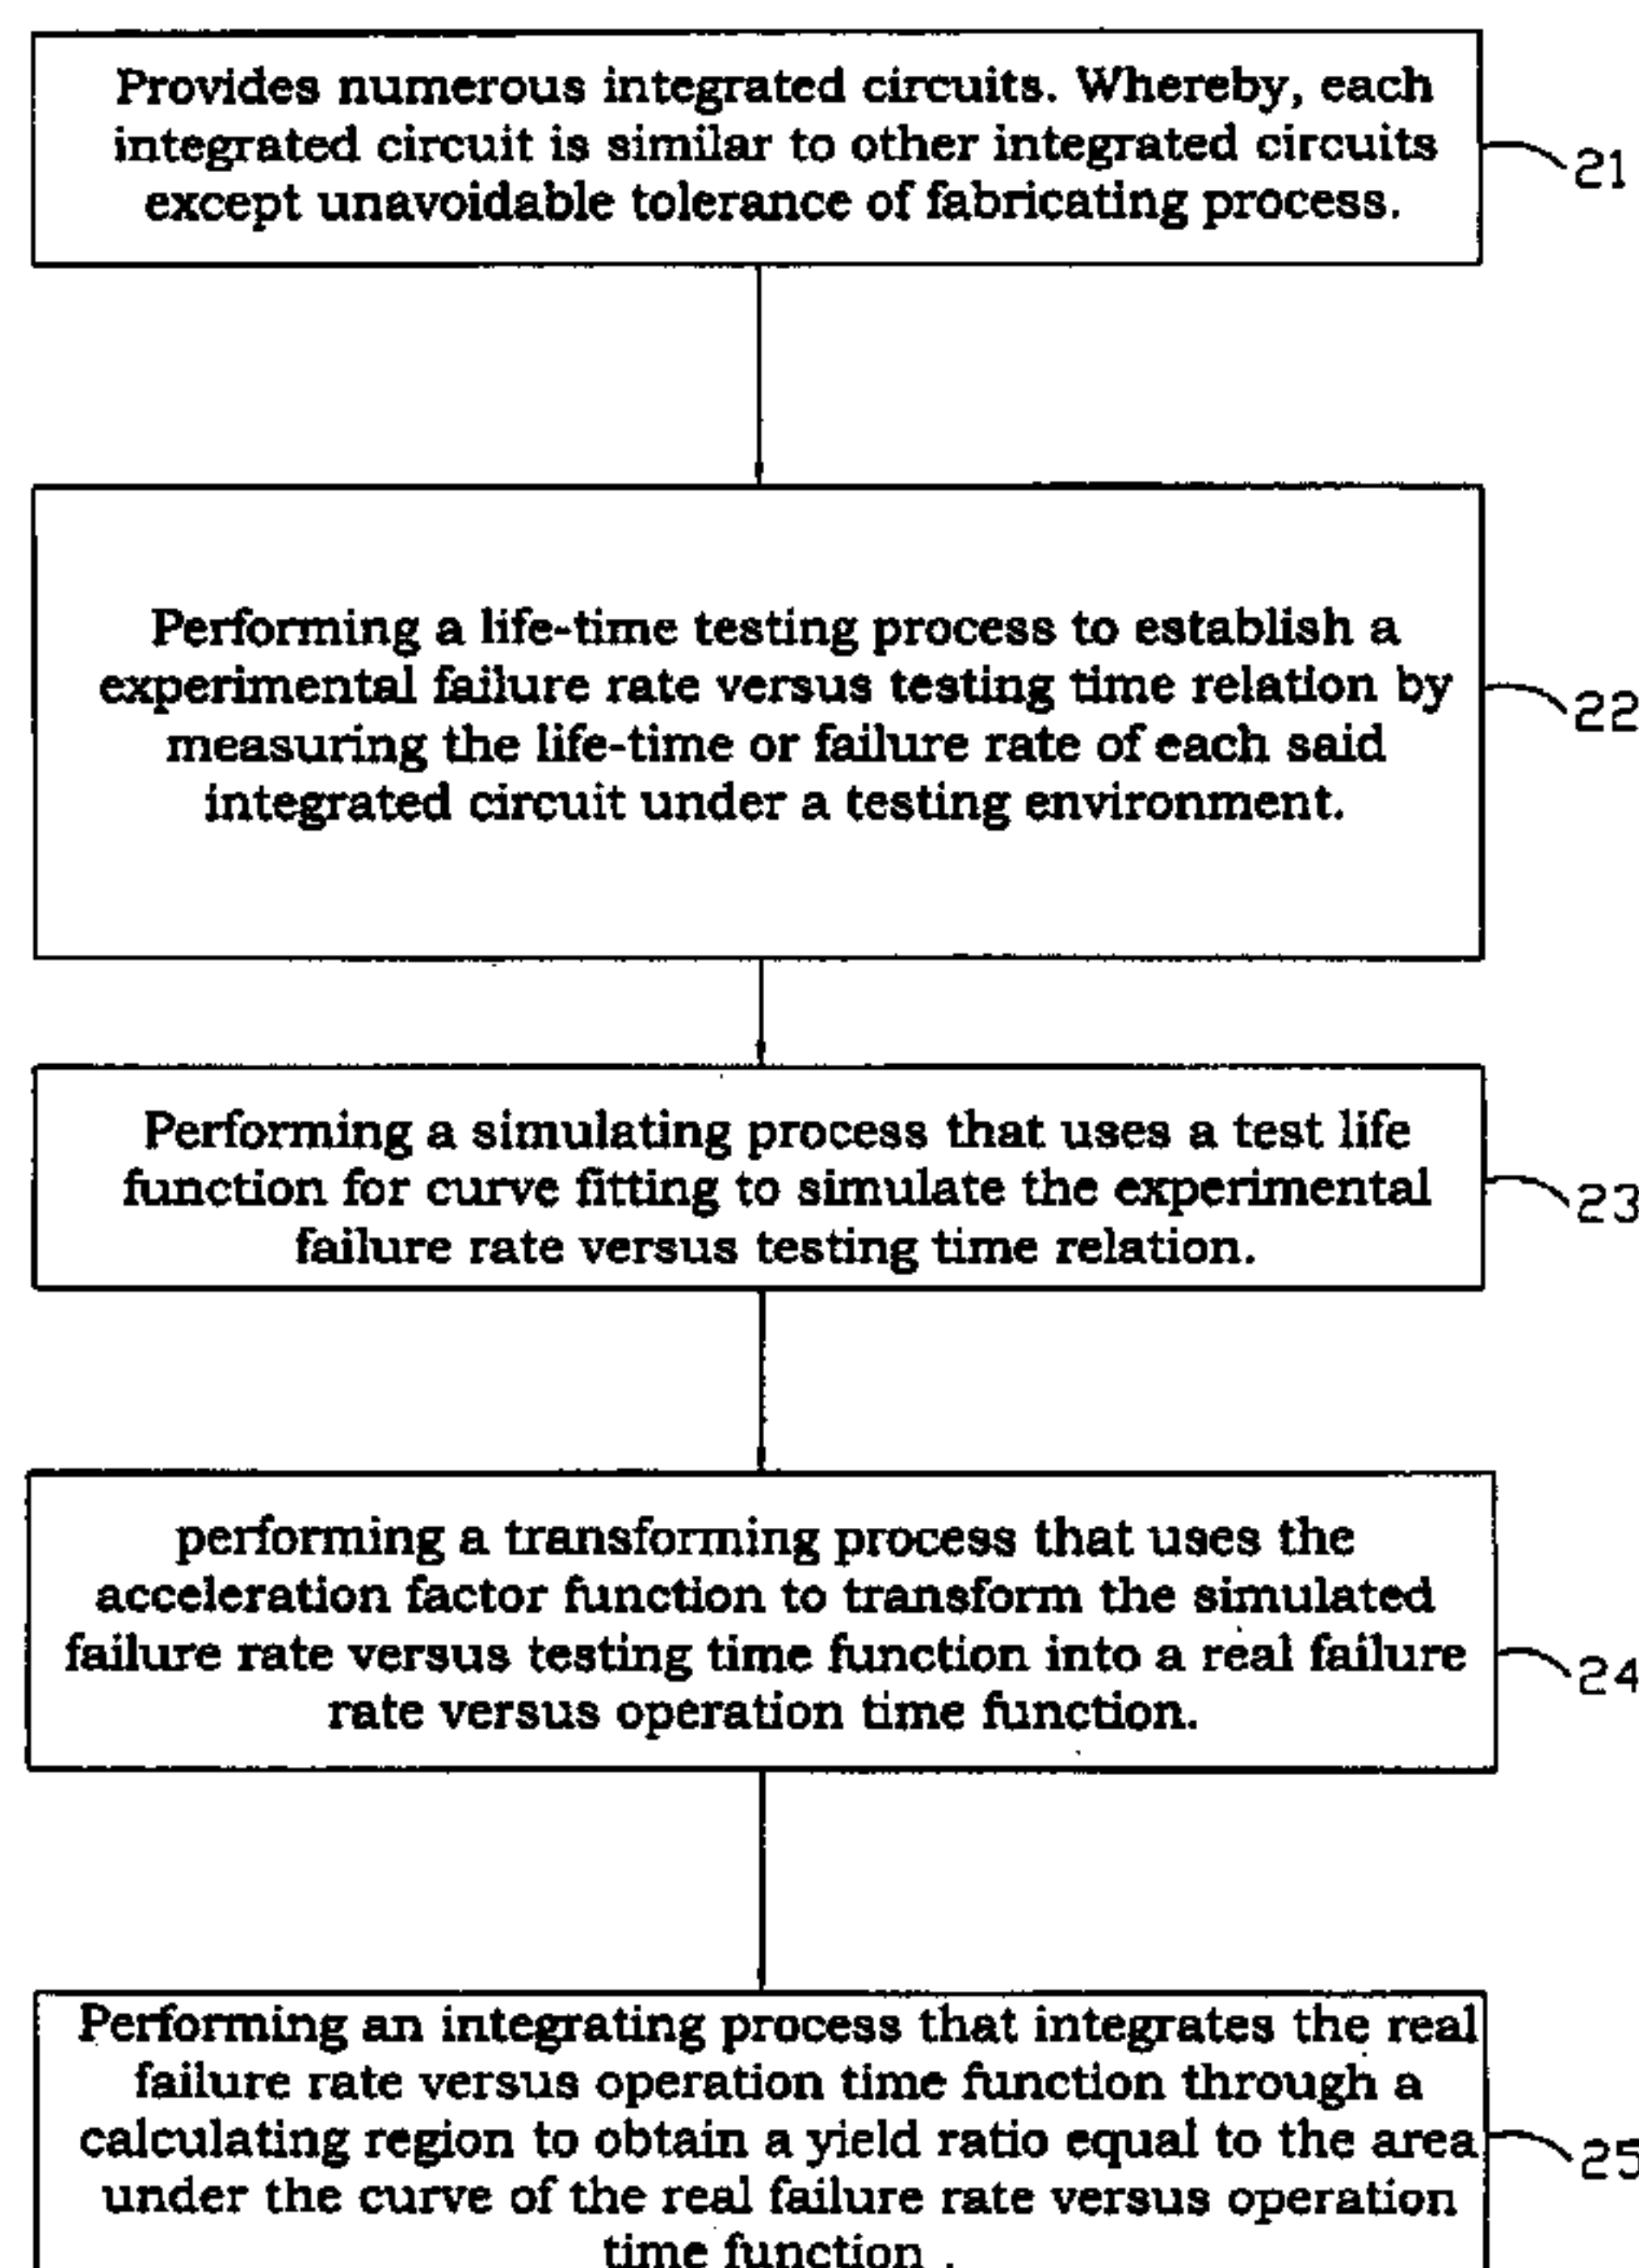 Provides numerous integrated circuits. Whereby, each
integrated circuit is similar to other integrated circuits
except unavoidable tolerance of fabricating process.
21
Performing a life-time testing process to establish a
experimental failure rate versus testing time relation by
measuring the life-time or failure rate of each said
integrated circuit under a testing environment.
22
Performing a simulating process that uses a test life
function for curve fitting to simulate the experimental
failure rate versus testing time relation.
23
performing a transforming process that uses the
acceleration factor function to transform the simulated
failure rate versus testing time function into a real failure
rate versus operation time function.
24
Performing an integrating process that integrates the real
failure rate versus operation time function through a
calculating region to obtain a yield ratio equal to the area
under the curve of the real failure rate versus operation
time function .
25